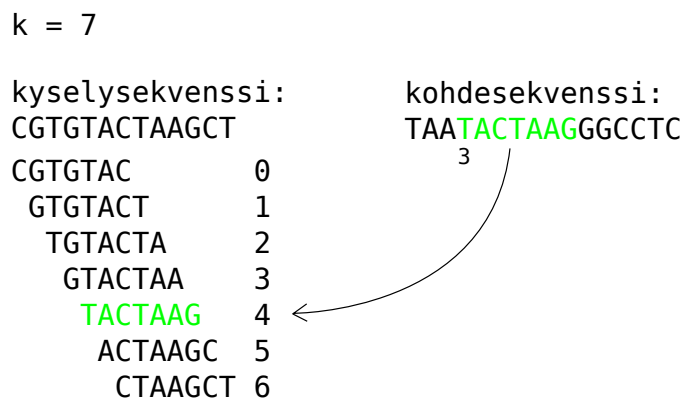 k = 7
kyselysekvenssi:
CGTGTACTAAGCT
CGTGTAC 0
GTGTACT 1
TGTACTA 2
GTACTAA 3
TACTAAG 4
ACTAAGC 5
CTAAGCT 6
kohdesekvenssi:
TAATACTAAGGGCCTC
3